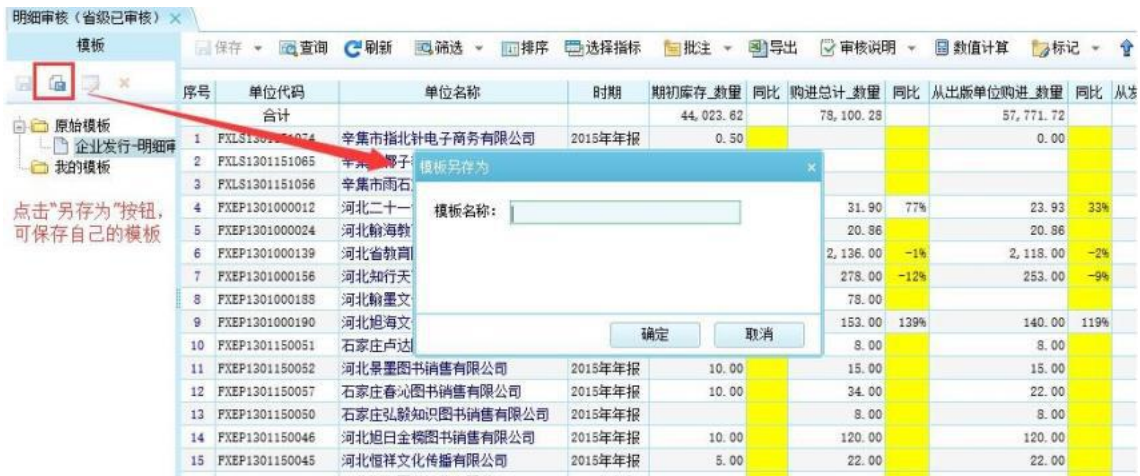 明细审核（省级已审核） ×
模板
保存 查询 刷新 筛选 排序 选择指标 批注 导出 审核说明 数值计算 标记
原始模板
企业发行-明细审
我的模板
点击“另存为”按钮，
可保存自己的模板
序号 单位代码 单位名称 时期 期初库存_数量 同比 购进总计_数量 同比 从出版单位购进_数量 同比 从发
合计 44,023.62 78,100.28 57,771.72
1 辛集市指北针电子商务有限公司 2015年年报 0.50 0.00
2 FXLS1301151065
3 FXLS1301151056 辛集市雨石
4 FXEP1301000012 河北二十一 31.90 77% 23.93 33%
5 FXEP1301000024 河北翰海教 20.86 20.86
6 FXEP1301000139 河北省教育 2,136.00 -1% 2,118.00 -2%
7 FXEP1301000156 河北知行天 278.00 -12% 253.00 -9%
8 FXEP1301000188 河北翰墨文 78.00
9 FXEP1301000190 河北旭海文 153.00 139% 140.00 119%
10 FXEP1301150051 石家庄卢达 8.00 8.00
11 FXEP1301150052 河北景墨图书销售有限公司 2015年年报 10.00 15.00 15.00
12 FXEP1301150057 石家庄春沁图书销售有限公司 2015年年报 10.00 34.00 22.00
13 FXEP1301150050 石家庄弘毅知识图书销售有限公司 2015年年报 8.00 8.00
14 FXEP1301150046 河北旭日金榜图书销售有限公司 2015年年报 10.00 120.00 120.00
15 FXEP1301150045 河北恒祥文化传播有限公司 2015年年报 5.00 22.00 22.00
模板另存为 ×
模板名称：
确定 取消